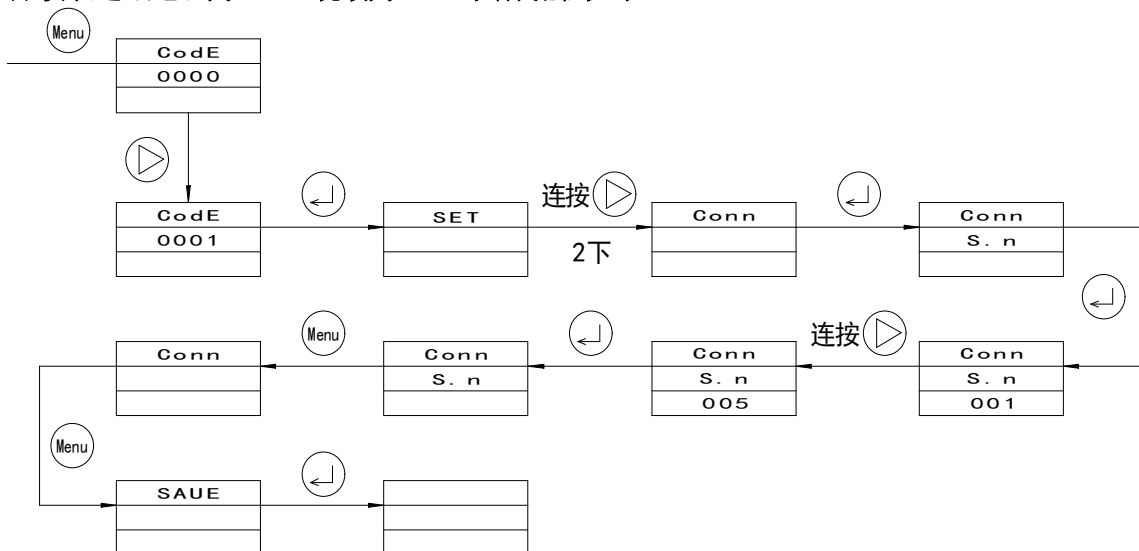 Menu
CodE
0000
CodE
0001
SET
连按
2下
Conn
Conn
S. n
Conn
Menu
Conn
S. n
Conn
S. n
005
连按
Conn
S. n
001
Menu
SAUE